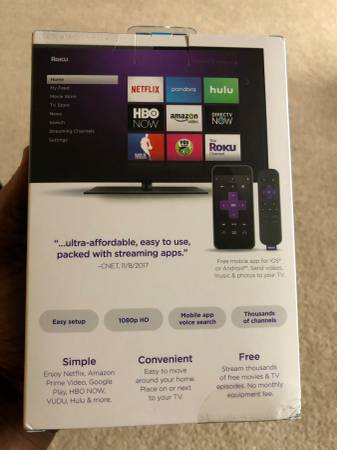 Roku
Home
My Feed
Movie Store
TV Store
News
Search
Streaming Channels
Settings
NETFLIX
pandora
hulu
HBO
NOW
amazon
video
DIRECTV
NOW
NBA
The
Roku
Channel
"...ultra-affordable, easy to use,
packed with streaming apps."
–CNET, 11/8/2017
Free mobile app for iOS®
or Android™. Send videos,
music & photos to your TV
Easy setup
1080p HD
Mobile app
voice search
Thousands
of channels
Simple
Enjoy Netflix, Amazon
Prime Video, Google
Play, HBO NOW,
VUDU, Hulu & more.
Convenient
Easy to move
around your home.
Place on or next
to your TV.
Free
Stream thousands
of free movies & TV
episodes. No monthly
equipment fee.